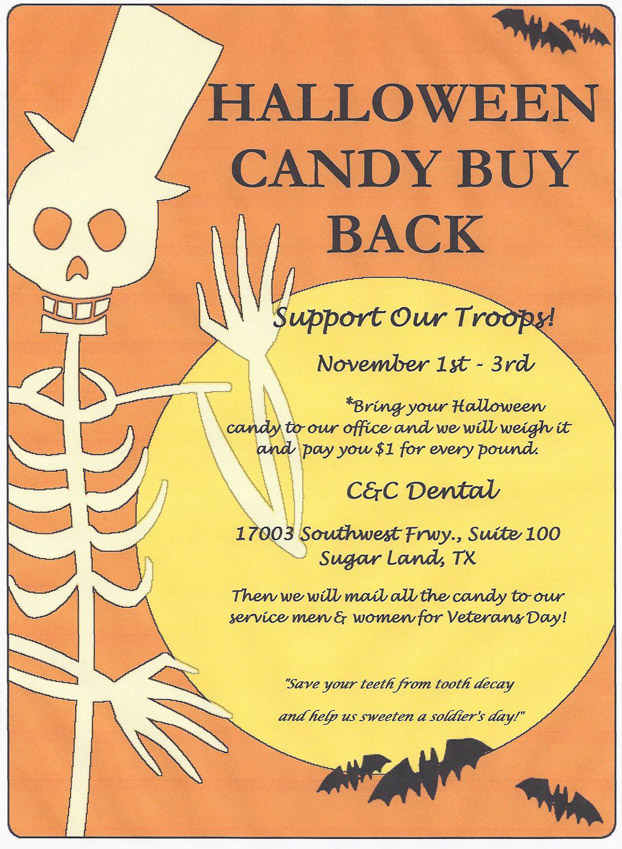 HALLOWEEN
CANDY BUY
BACK
Support Our Troops!
November 1st - 3rd
*Bring your Halloween
candy to our office and we will weigh it
and pay you $1 for every pound.
C&C Dental
17003 Southwest Frwy., Suite 100
Sugar Land, TX
Then we will mail all the candy to our
service men & women for Veterans Day!
"Save your teeth from tooth decay
and help us sweeten a soldier's day!"